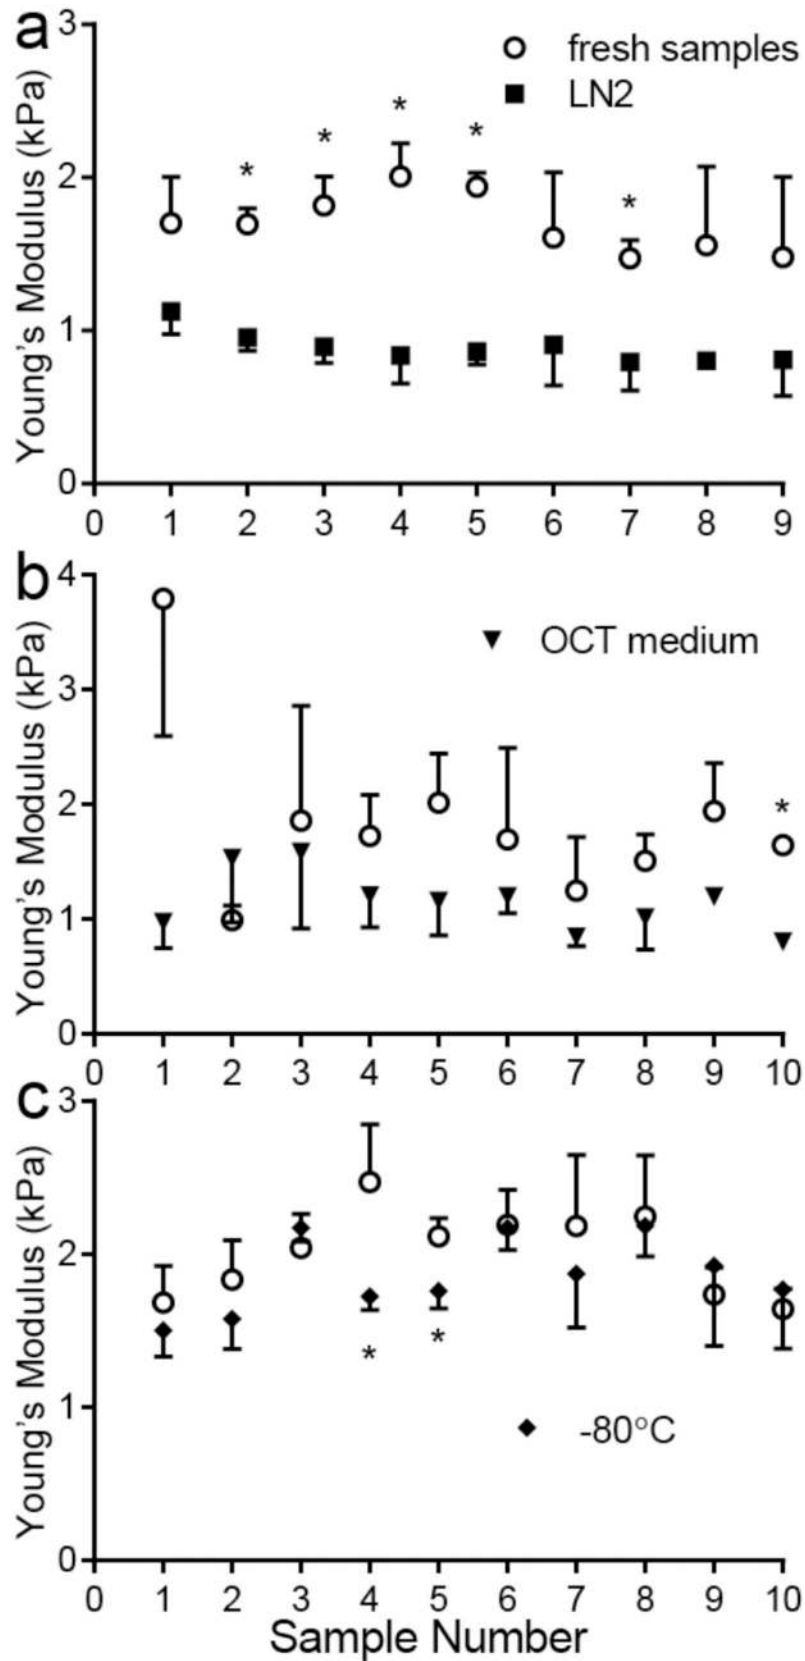 a
Young's Modulus (kPa)
3
2
1
0
fresh samples
LN2
*
*
*
*
*
0 1 2 3 4 5 6 7 8 9
b
Young's Modulus (kPa)
4
3
2
1
0
OCT medium
*
0 1 2 3 4 5 6 7 8 9 10
c
Young's Modulus (kPa)
3
2
1
0
*
*
-80°C
0 1 2 3 4 5 6 7 8 9 10
Sample Number